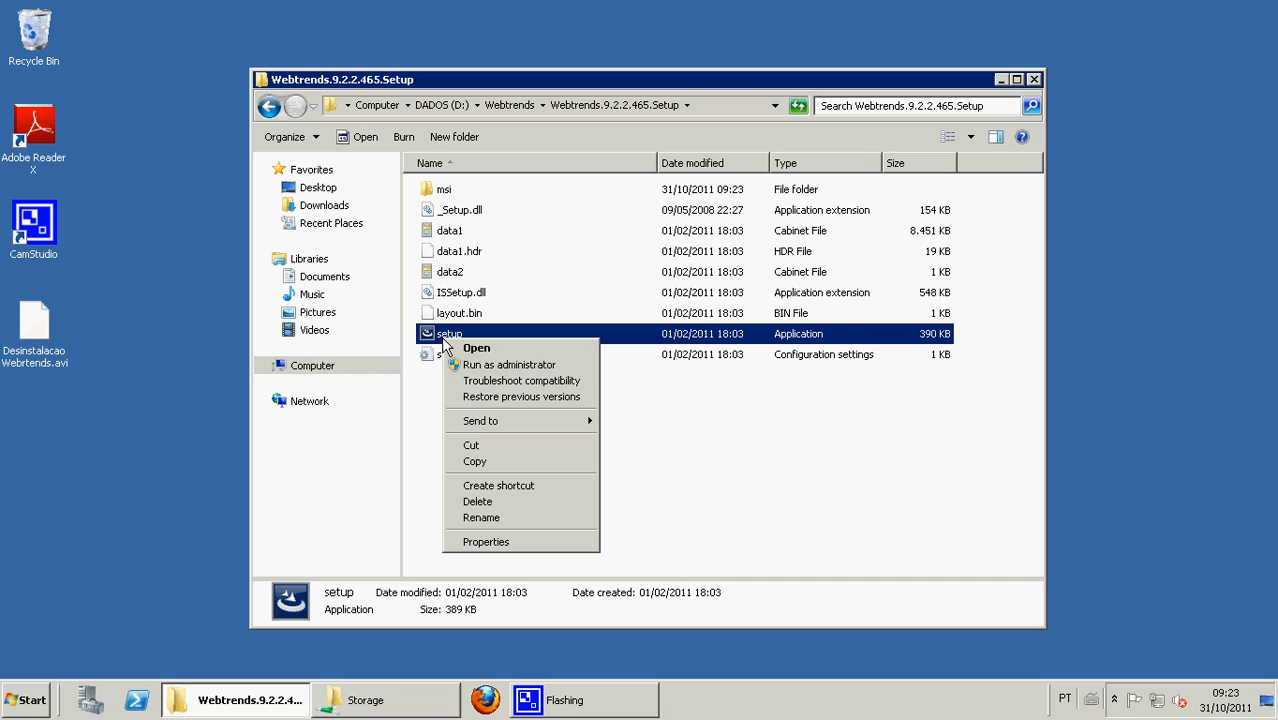 Recycle Bin
Adobe Reader
X
CamStudio
Desinstalacao
Webrtends.avi
Webtrends.9.2.2.465.Setup
Computer
DADOS (D:)
Webtrends
Webtrends.9.2.2.465.Setup
Search Webtrends.9.2.2.465.Setup
Organize
Open
Burn
New folder
Favorites
Desktop
Downloads
Recent Places
Libraries
Documents
Music
Pictures
Videos
Computer
Network
Name
Date modified
Type
Size
msi
31/10/2011 09:23
File folder
_Setup.dll
09/05/2008 22:27
Application extension
154 KB
data1
01/02/2011 18:03
Cabinet File
8.451 KB
data1.hdr
01/02/2011 18:03
HDR File
19 KB
data2
01/02/2011 18:03
Cabinet File
1 KB
ISSetup.dll
01/02/2011 18:03
Application extension
548 KB
layout.bin
01/02/2011 18:03
BIN File
1 KB
setup
01/02/2011 18:03
Application
390 KB
01/02/2011 18:03
Configuration settings
1 KB
Open
Run as administrator
Troubleshoot compatibility
Restore previous versions
Send to
Cut
Copy
Create shortcut
Delete
Rename
Properties
setup
Date modified: 01/02/2011 18:03
Date created: 01/02/2011 18:03
Application
Size: 389 KB
Start
Webtrends.9.2.2.4...
Storage
Flashing
PT
09:23
31/10/2011